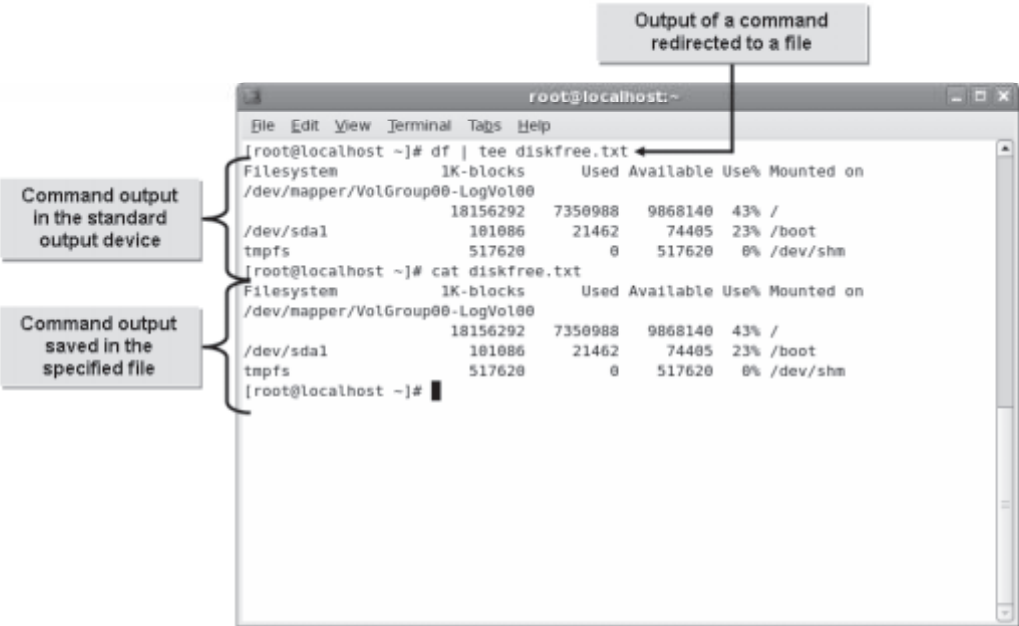 Output of a command
redirected to a file
root@localhost:~
File Edit View Terminal Tabs Help
[root@localhost ~]# df | tee diskfree.txt
Filesystem 1K-blocks Used Available Use% Mounted on
/dev/mapper/VolGroup00-LogVol00
18156292 7350988 9868140 43% /
/dev/sda1 101086 21462 74405 23% /boot
tmpfs 517620 0 517620 0% /dev/shm
[root@localhost ~]# cat diskfree.txt
Filesystem 1K-blocks Used Available Use% Mounted on
/dev/mapper/VolGroup00-LogVol00
18156292 7350988 9868140 43% /
/dev/sda1 101086 21462 74405 23% /boot
tmpfs 517620 0 517620 0% /dev/shm
[root@localhost ~]#
Command output
in the standard
output device
Command output
saved in the
specified file